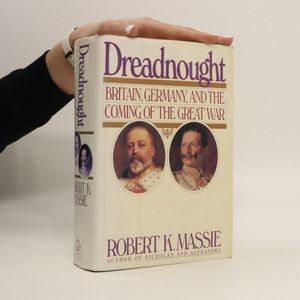 Dreadnought
BRITAIN, GERMANY, AND THE
COMING OF THE GREAT WAR
ROBERT K. MASSIE
AUTHOR OF NICHOLAS AND ALEXANDRA
Dreadnought
ROBERT K.
MASSIE